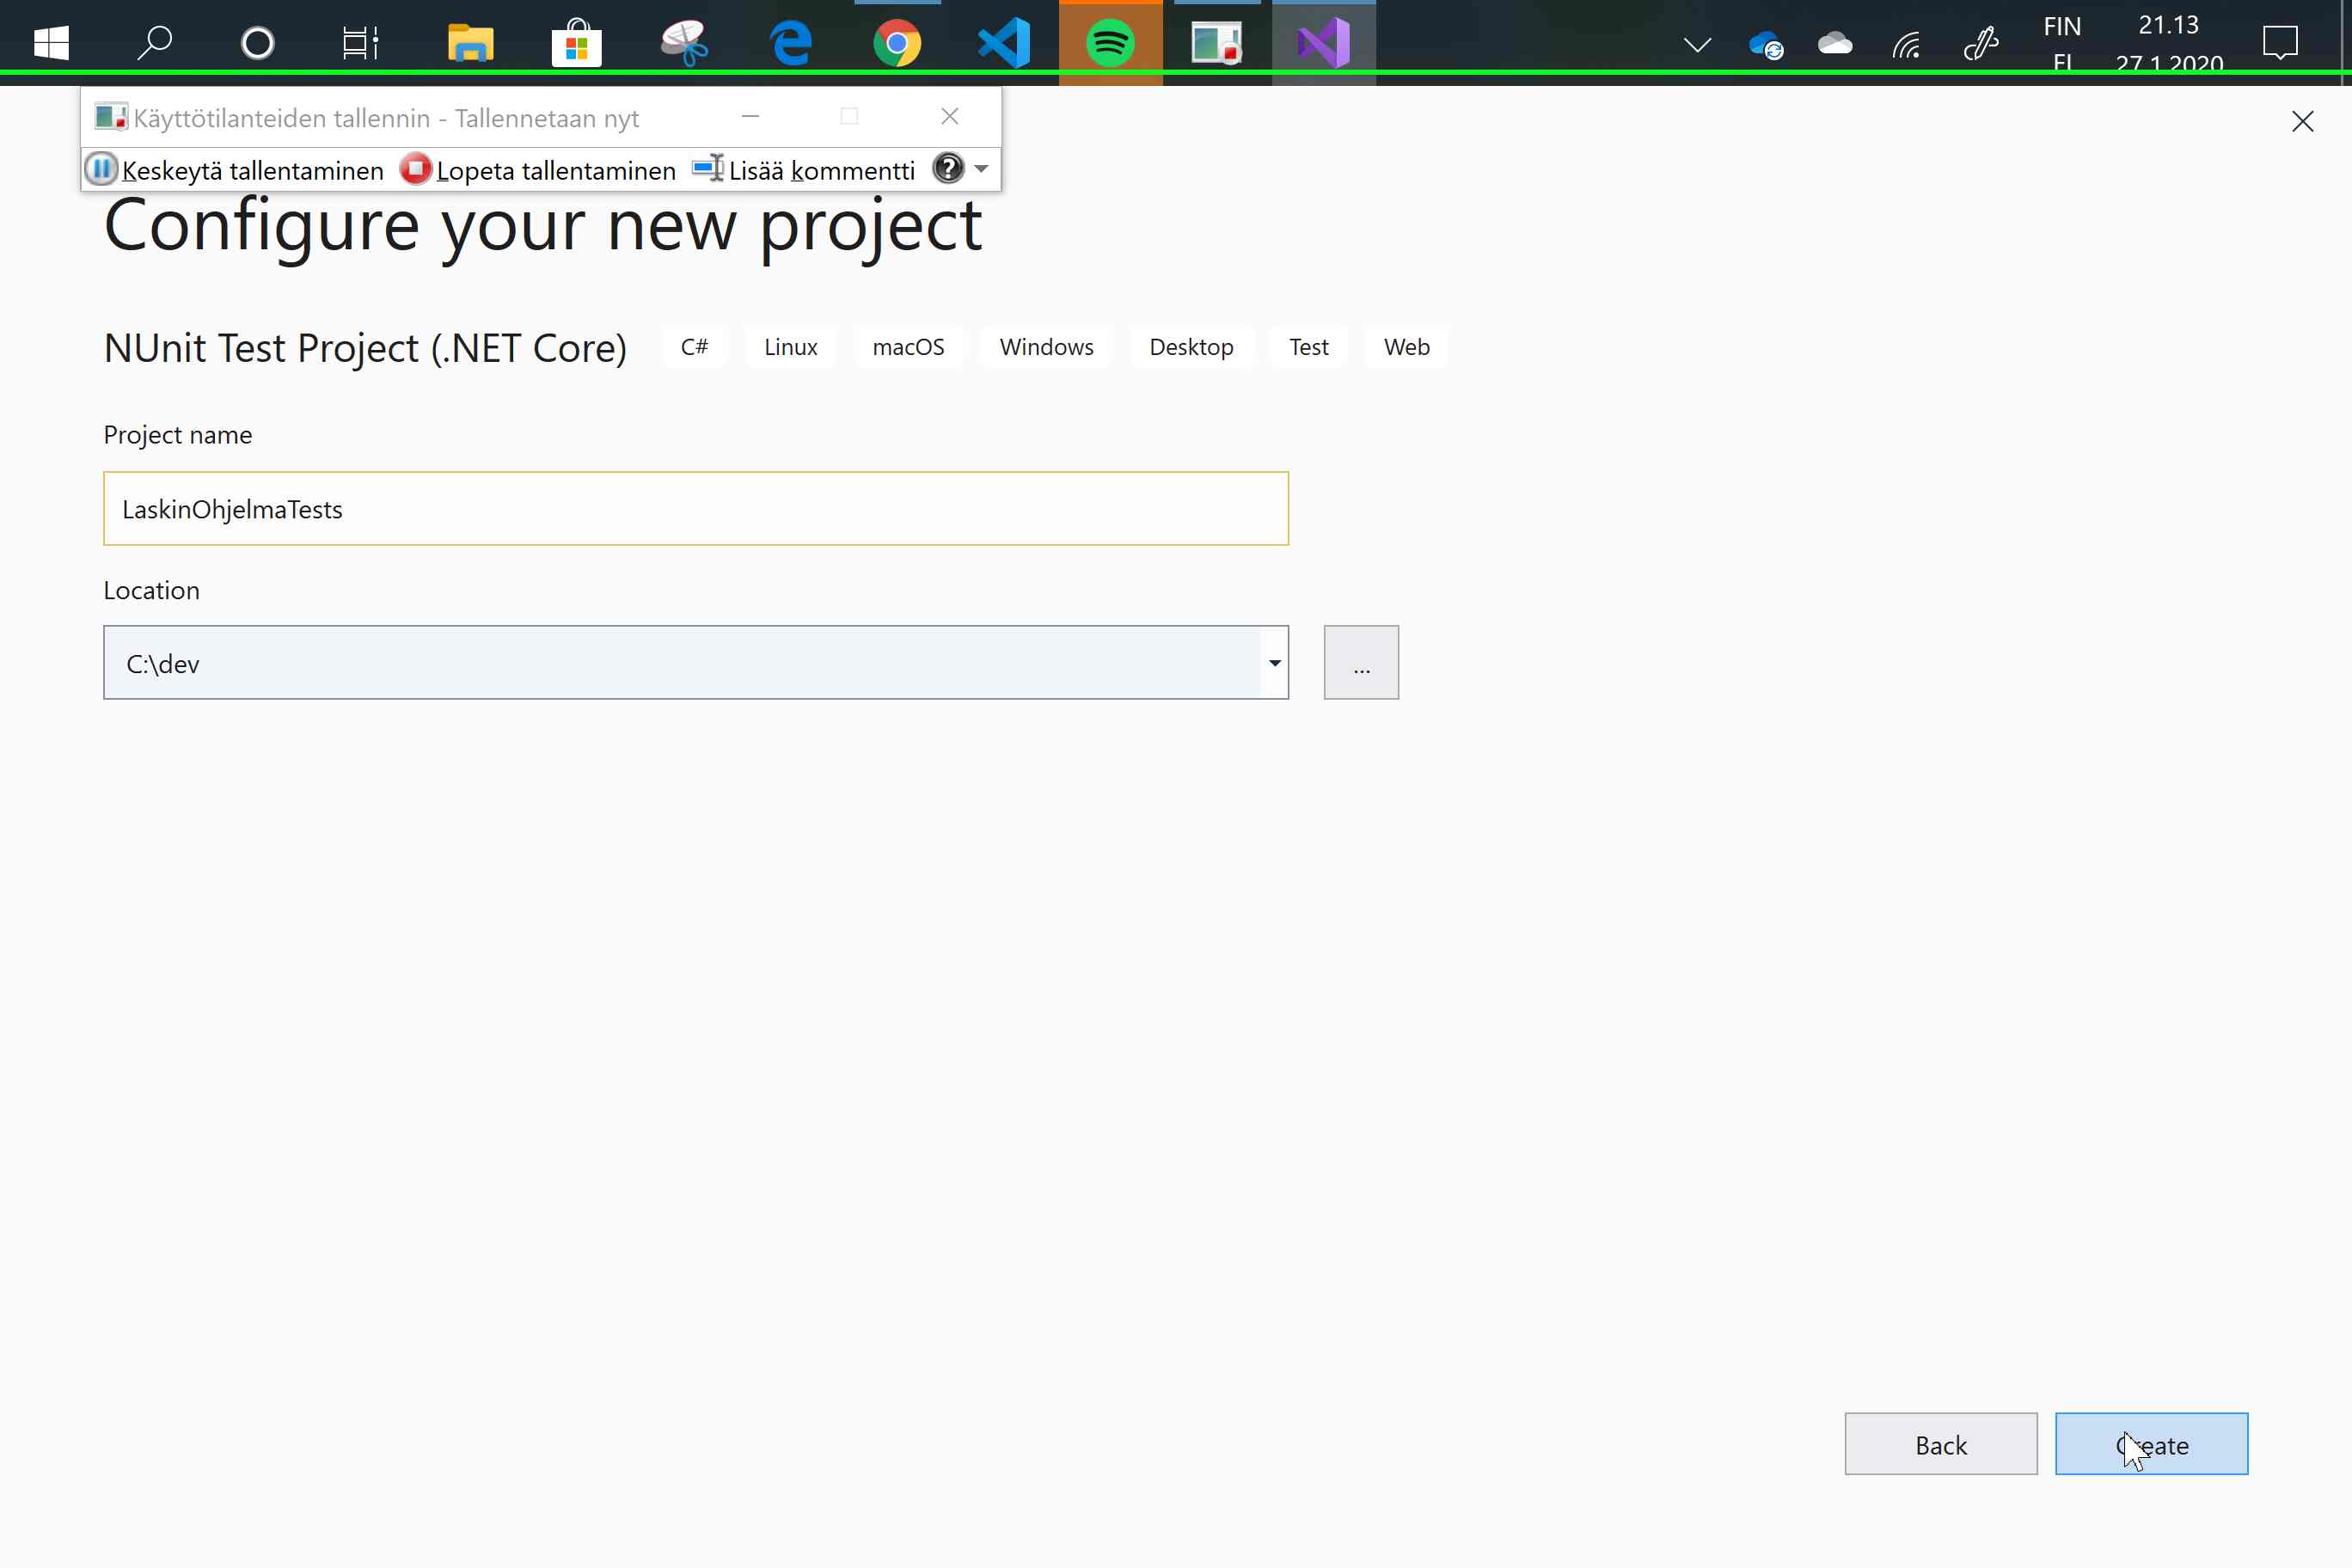 FIN
21.13
FI
27.1.2020
Käyttötilanteiden tallennin - Tallennetaan nyt
Keskeytä tallentaminen Lopeta tallentaminen Lisää kommentti
Configure your new project
NUnit Test Project (.NET Core) C# Linux macOS Windows Desktop Test Web
Project name
LaskinOhjelmaTests
Location
C:\dev
...
Back Create